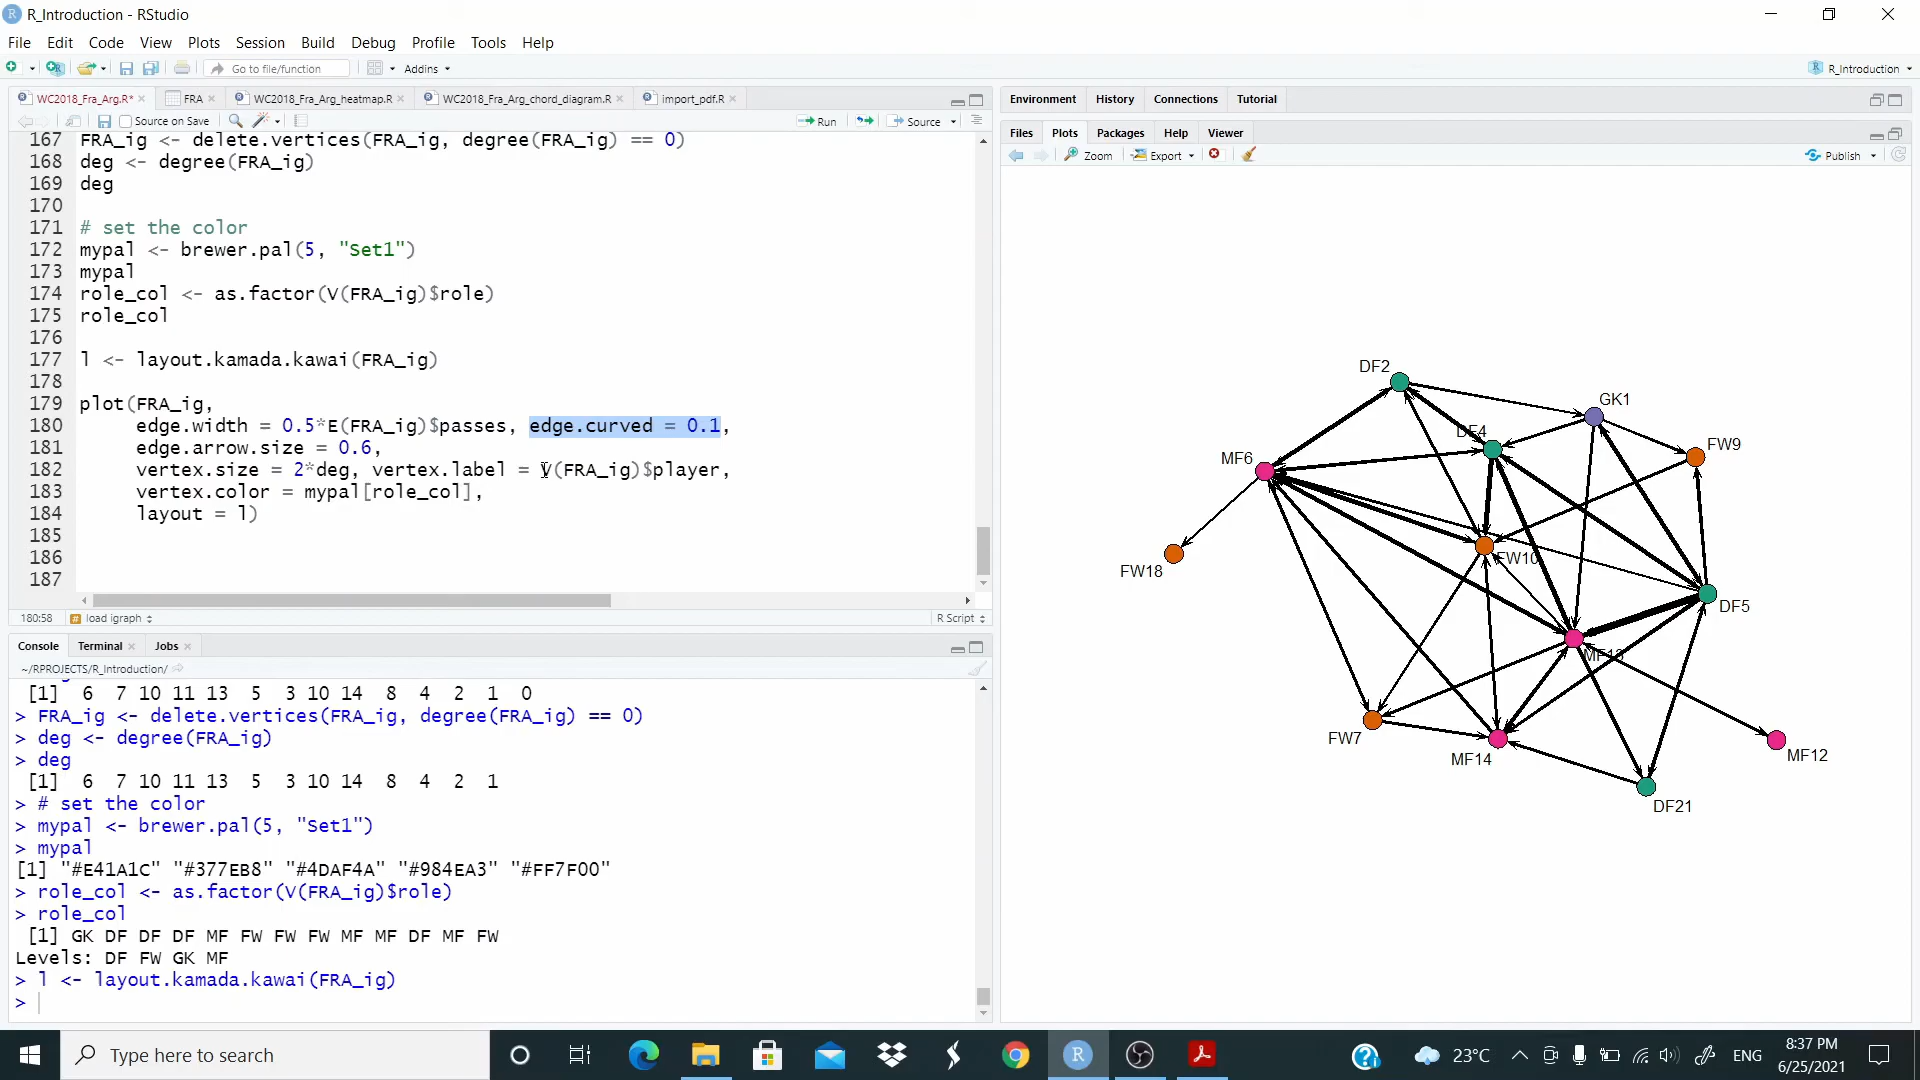 R_Introduction - RStudio
File Edit Code View Plots Session Build Debug Profile Tools Help
Go to file/function Addins R_Introduction
WC2018_Fra_Arg.R* FRA WC2018_Fra_Arg_heatmap.R WC2018_Fra_Arg_chord_diagram.R import_pdf.R
Source on Save Run Source
167 FRA_ig <- delete.vertices(FRA_ig, degree(FRA_ig) == 0)
168 deg <- degree(FRA_ig)
169 deg
170
171 # set the color
172 mypal <- brewer.pal(5, "Set1")
173 mypal
174 role_col <- as.factor(V(FRA_ig)$role)
175 role_col
176
177 l <- layout.kamada.kawai(FRA_ig)
178
179 plot(FRA_ig,
180 edge.width = 0.5*E(FRA_ig)$passes, edge.curved = 0.1,
181 edge.arrow.size = 0.6,
182 vertex.size = 2*deg, vertex.label = V(FRA_ig)$player,
183 vertex.color = mypal[role_col],
184 layout = l)
185
186
187
180:58 load igraph R Script
Console Terminal Jobs
~/RPROJECTS/R_Introduction/
[1] 6 7 10 11 13 5 3 10 14 8 4 2 1 0
> FRA_ig <- delete.vertices(FRA_ig, degree(FRA_ig) == 0)
> deg <- degree(FRA_ig)
> deg
[1] 6 7 10 11 13 5 3 10 14 8 4 2 1
> # set the color
> mypal <- brewer.pal(5, "Set1")
> mypal
[1] "#E41A1C" "#377EB8" "#4DAF4A" "#984EA3" "#FF7F00"
> role_col <- as.factor(V(FRA_ig)$role)
> role_col
[1] GK DF DF DF MF FW FW FW MF MF DF MF FW
Levels: DF FW GK MF
> l <- layout.kamada.kawai(FRA_ig)
>
Environment History Connections Tutorial
Files Plots Packages Help Viewer
Zoom Export Publish
DF2
GK1
DF4
FW9
MF6
FW10
FW18
DF5
MF13
FW7
MF14
MF12
DF21
Type here to search
23°C ENG 8:37 PM
6/25/2021